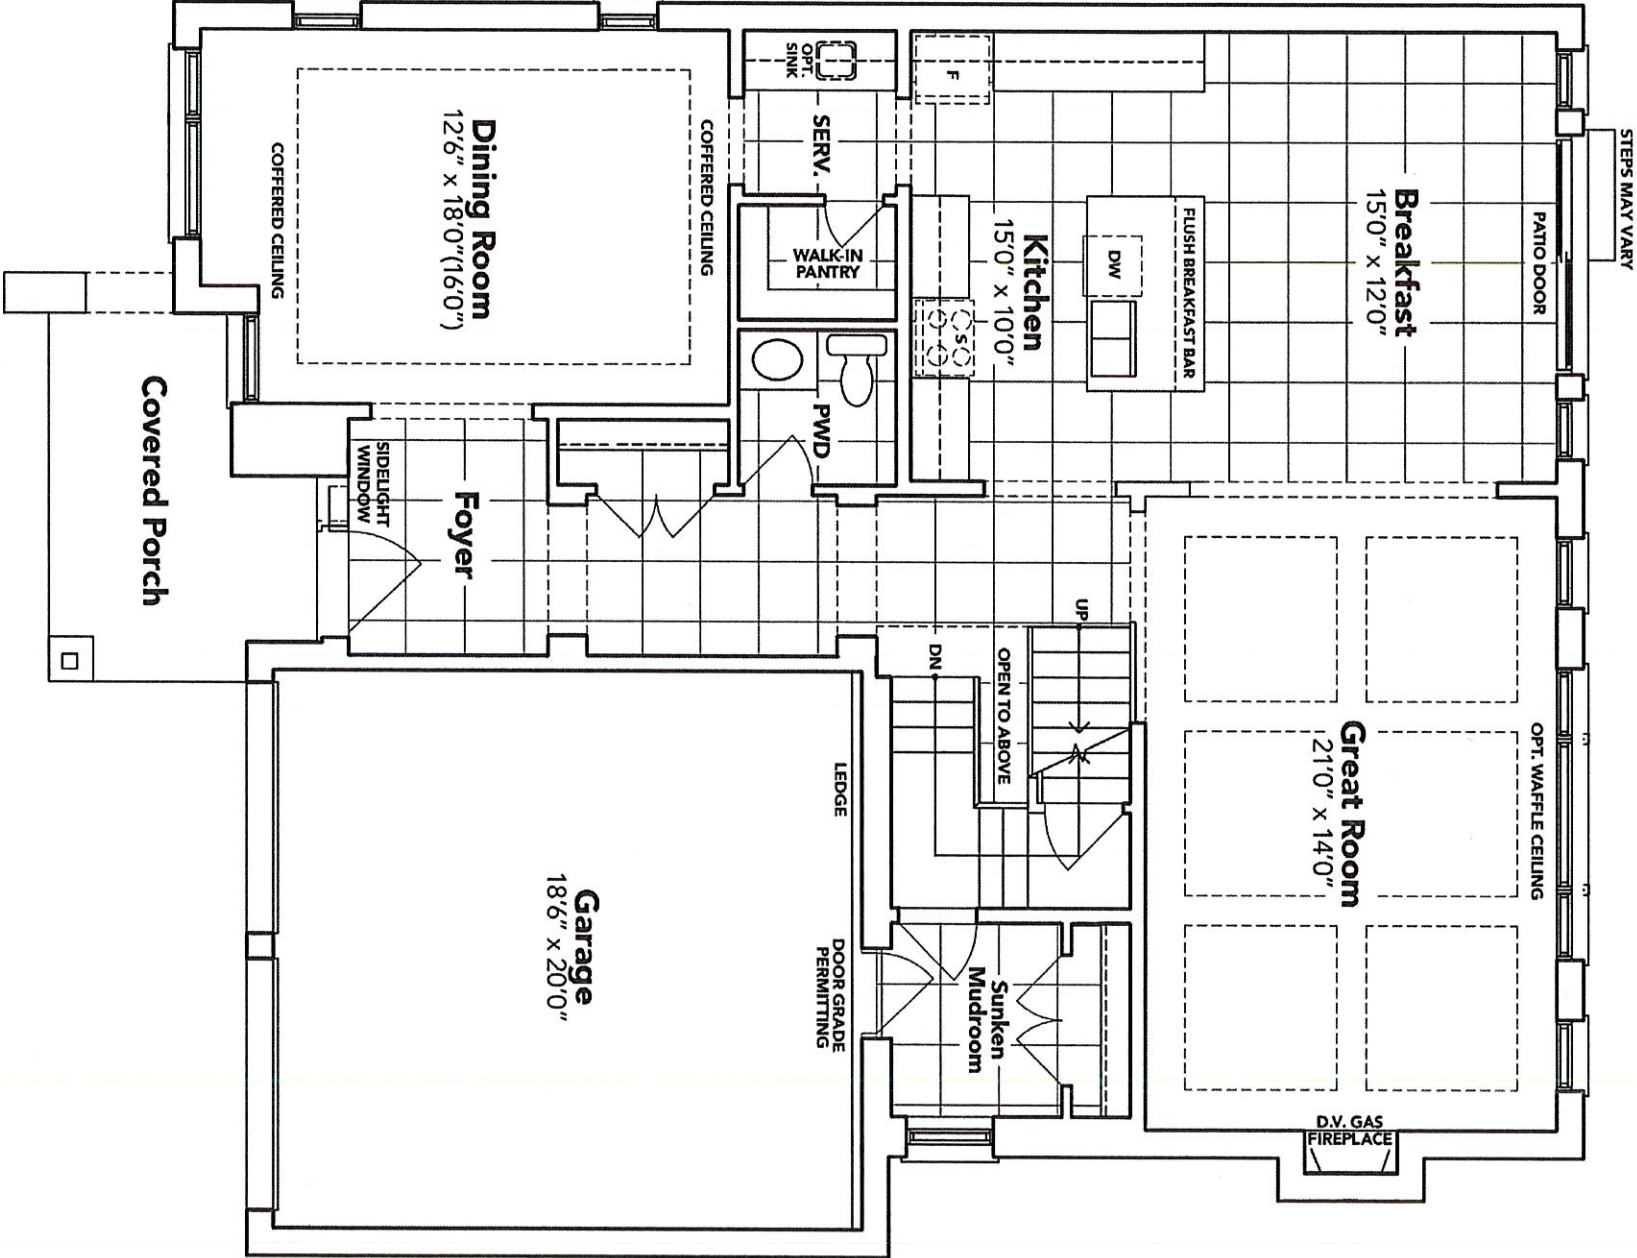 STEPS MAY VARY
PATIO DOOR
Breakfast
15'0" x 12'0"
FLUSH BREAKFAST BAR
DW
Kitchen
15'0" x 10'0"
S
F
OPT. WAFFLE CEILING
Great Room
21'0" x 14'0"
D.V. GAS
FIREPLACE
SERV.
OPT.
SINK
WALK-IN
PANTRY
PWD
UP
OPEN TO ABOVE
DN
Sunken
Mudroom
COFFERED CEILING
Dining Room
12'6" x 18'0"(16'0")
COFFERED CEILING
LEDGE
DOOR GRADE
PERMITTING
Garage
18'6" x 20'0"
Foyer
SIDELIGHT
WINDOW
Covered Porch